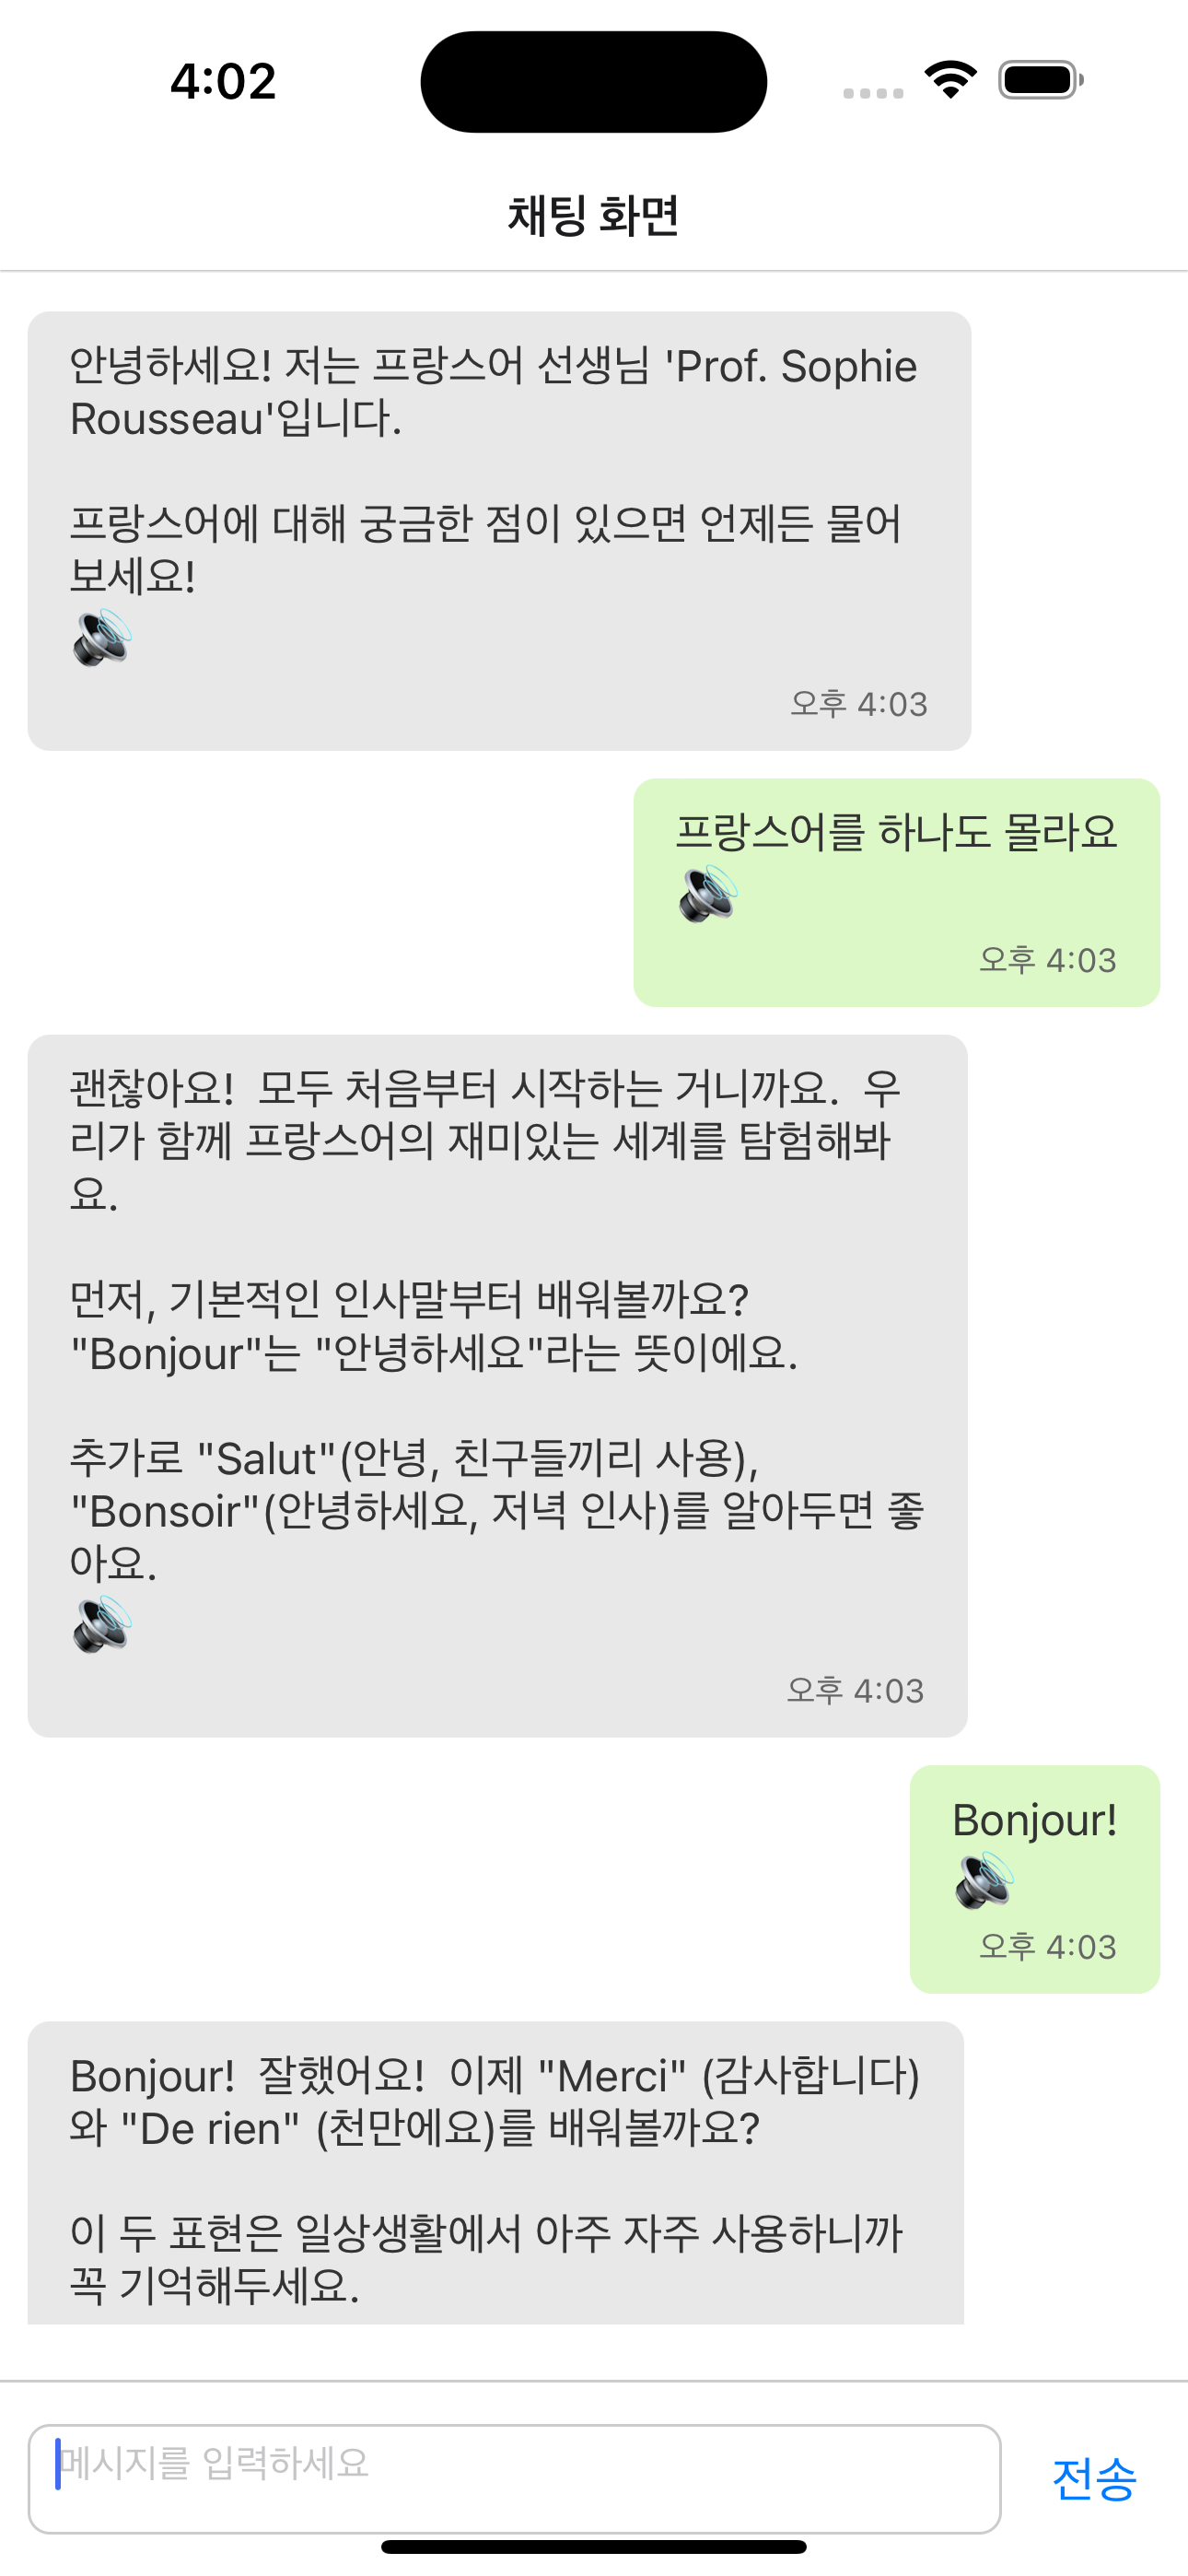 4:02
채팅 화면
안녕하세요! 저는 프랑스어 선생님 'Prof. Sophie
Rousseau'입니다.
프랑스어에 대해 궁금한 점이 있으면 언제든 물어
보세요!
오후 4:03
프랑스어를 하나도 몰라요
오후 4:03
괜찮아요!  모두 처음부터 시작하는 거니까요.  우
리가 함께 프랑스어의 재미있는 세계를 탐험해봐
요.
먼저, 기본적인 인사말부터 배워볼까요?
"Bonjour"는 "안녕하세요"라는 뜻이에요.
추가로 "Salut"(안녕, 친구들끼리 사용),
"Bonsoir"(안녕하세요, 저녁 인사)를 알아두면 좋
아요.
오후 4:03
Bonjour!
오후 4:03
Bonjour!  잘했어요!  이제 "Merci" (감사합니다)
와 "De rien" (천만에요)를 배워볼까요?
이 두 표현은 일상생활에서 아주 자주 사용하니까
꼭 기억해두세요.
메시지를 입력하세요
전송